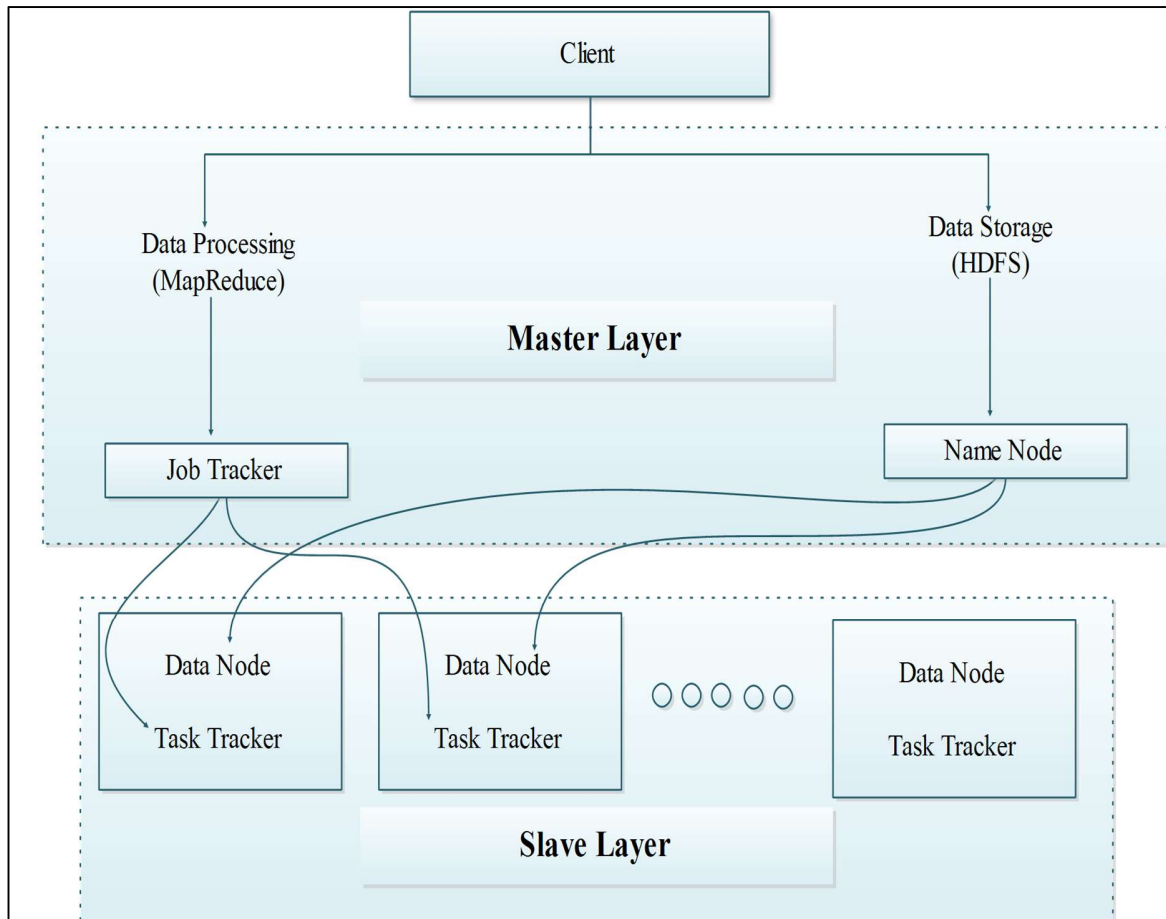 Client
Data Processing
(MapReduce)
Data Storage
(HDFS)
Master Layer
Job Tracker
Name Node
Data Node
Task Tracker
Data Node
Task Tracker
Data Node
Task Tracker
Slave Layer